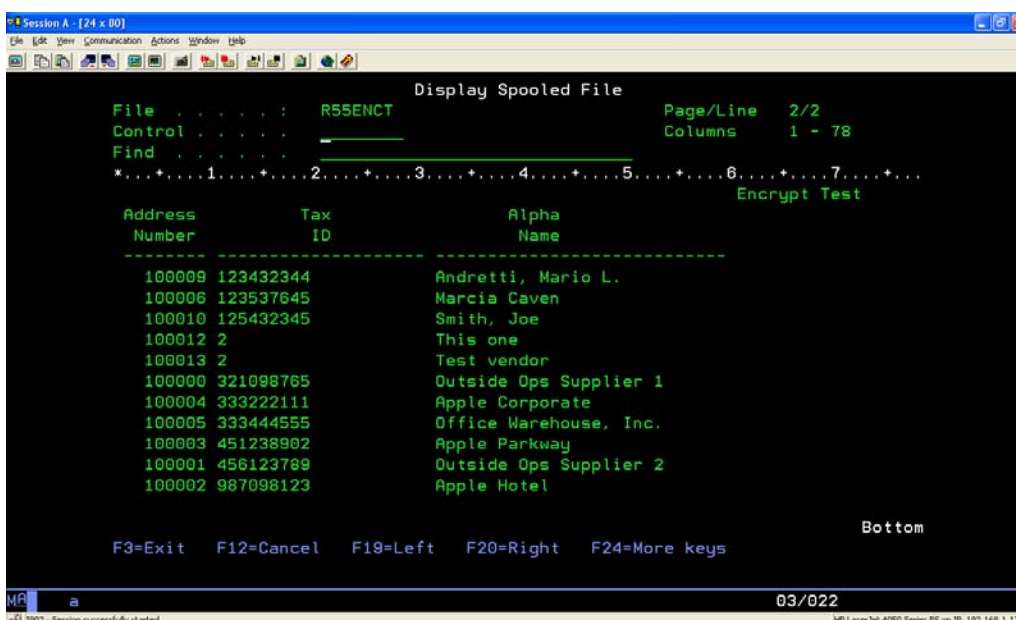 Session A - [24 x 80]
File Edit View Communication Actions Window Help
Display Spooled File
File . . . . . : R55ENCT Page/Line 2/2
Control . . . . . Columns 1 - 78
Find . . . . . .
*...+....1....+....2....+....3....+....4....+....5....+....6....+....7....+...
Encrypt Test
Address Tax Alpha
Number ID Name
-------- -------------------- ----------------------------
100009 123432344 Andretti, Mario L.
100006 123537645 Marcia Caven
100010 125432345 Smith, Joe
100012 2 This one
100013 2 Test vendor
100000 321098765 Outside Ops Supplier 1
100004 333222111 Apple Corporate
100005 333444555 Office Warehouse, Inc.
100003 451238902 Apple Parkway
100001 456123789 Outside Ops Supplier 2
100002 987098123 Apple Hotel
Bottom
F3=Exit F12=Cancel F19=Left F20=Right F24=More keys
MA a 03/022
I902 - Session successfully started